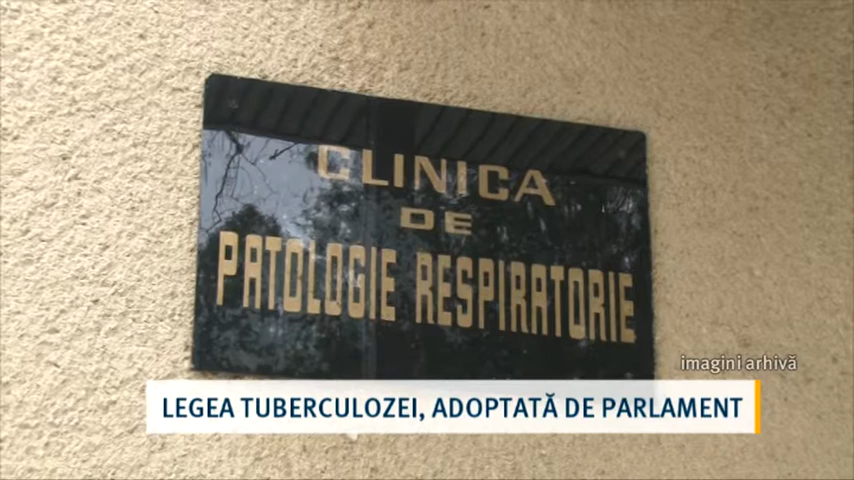 CLINICA
DE
PATOLOGIE RESPIRATORIE
imagini arhivă
LEGEA TUBERCULOZEI, ADOPTATĂ DE PARLAMENT